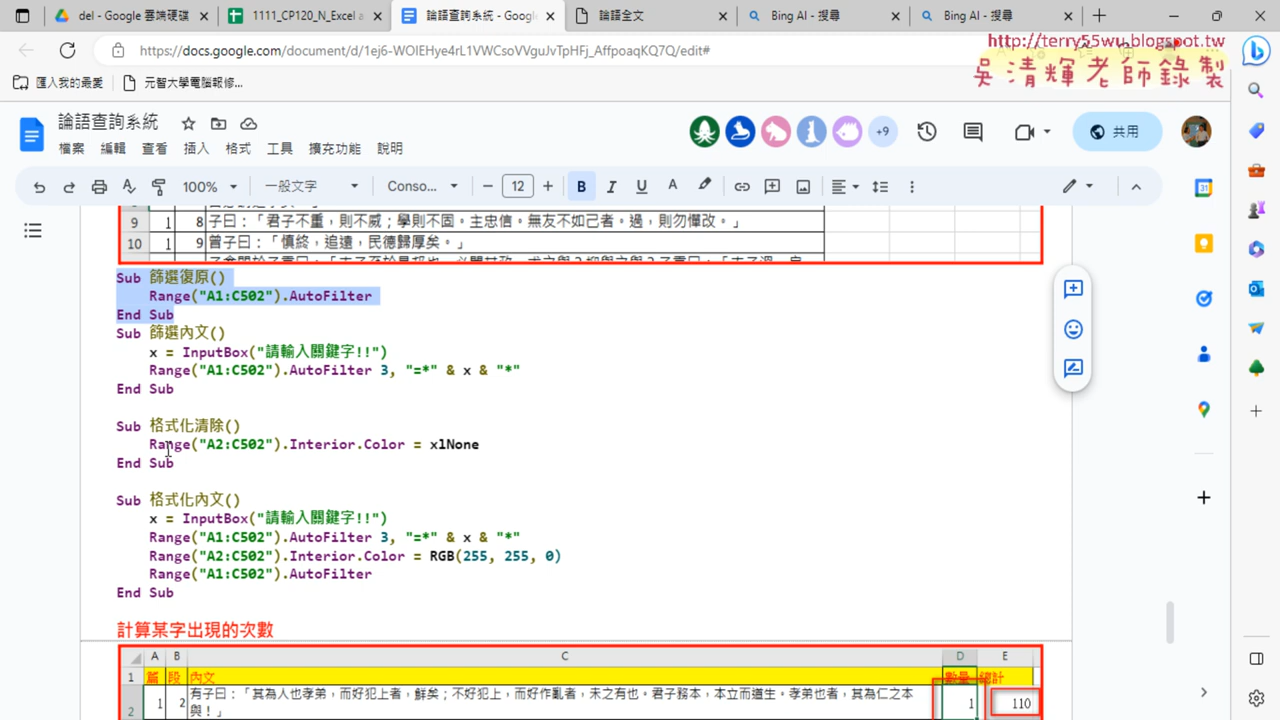 del - Google 雲端硬碟
1111_CP120_N_Excel a
論語查詢系統 - Goog
論語全文
Bing AI - 搜尋
Bing AI - 搜尋
https://docs.google.com/document/d/1ej6-WOlEHye4rL1VWCsoVVguJvTpHFj_AffpoaqKQ7Q/edit#
http://terry55wu.blogspot.tw
吳清輝老師錄製
匯入我的最愛
元智大學電腦報修...
論語查詢系統
檔案 編輯 查看 插入 格式 工具 擴充功能 說明
+9
共用
100% 一般文字 Conso... 12 B I U A
9 1 8 子曰：「君子不重，則不威；學則不固。主忠信。無友不如己者。過，則勿憚改。」
10 1 9 曾子曰：「慎終，追遠，民德歸厚矣。」
Sub 篩選復原()
Range("A1:C502").AutoFilter
End Sub
Sub 篩選內文()
x = InputBox("請輸入關鍵字!!")
Range("A1:C502").AutoFilter 3, "=*" & x & "*"
End Sub
Sub 格式化清除()
Range("A2:C502").Interior.Color = xlNone
End Sub
Sub 格式化內文()
x = InputBox("請輸入關鍵字!!")
Range("A1:C502").AutoFilter 3, "=*" & x & "*"
Range("A2:C502").Interior.Color = RGB(255, 255, 0)
Range("A1:C502").AutoFilter
End Sub
計算某字出現的次數
A B C D E
1 篇 段 內文 數量 總計
2 1 2 有子曰：「其為人也孝弟，而好犯上者，鮮矣；不好犯上，而好作亂者，未之有也。君子務本，本立而道生。孝弟也者，其為仁之本
與！」 1 110